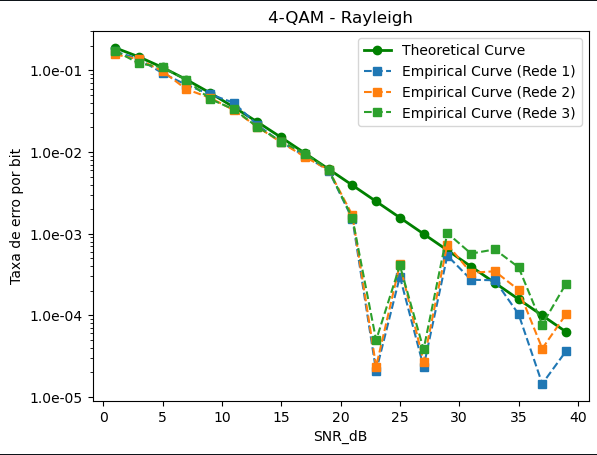 4-QAM - Rayleigh
Theoretical Curve
Empirical Curve (Rede 1)
Empirical Curve (Rede 2)
Empirical Curve (Rede 3)
Taxa de erro por bit
1.0e-01
1.0e-02
1.0e-03
1.0e-04
1.0e-05
0 5 10 15 20 25 30 35 40
SNR_dB